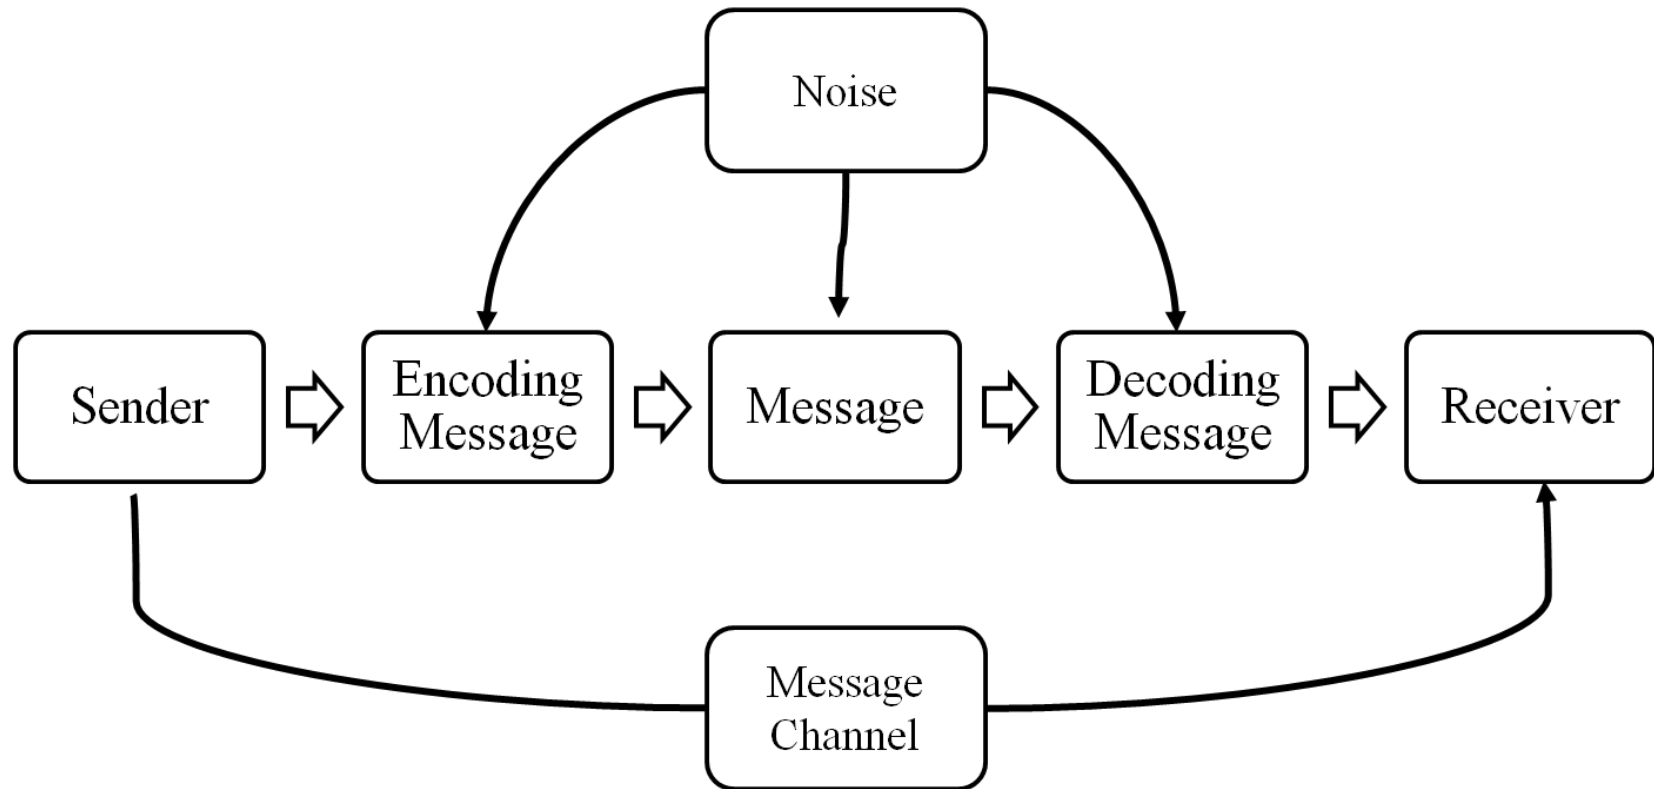 Noise
Sender
Encoding
Message
Message
Decoding
Message
Receiver
Message
Channel